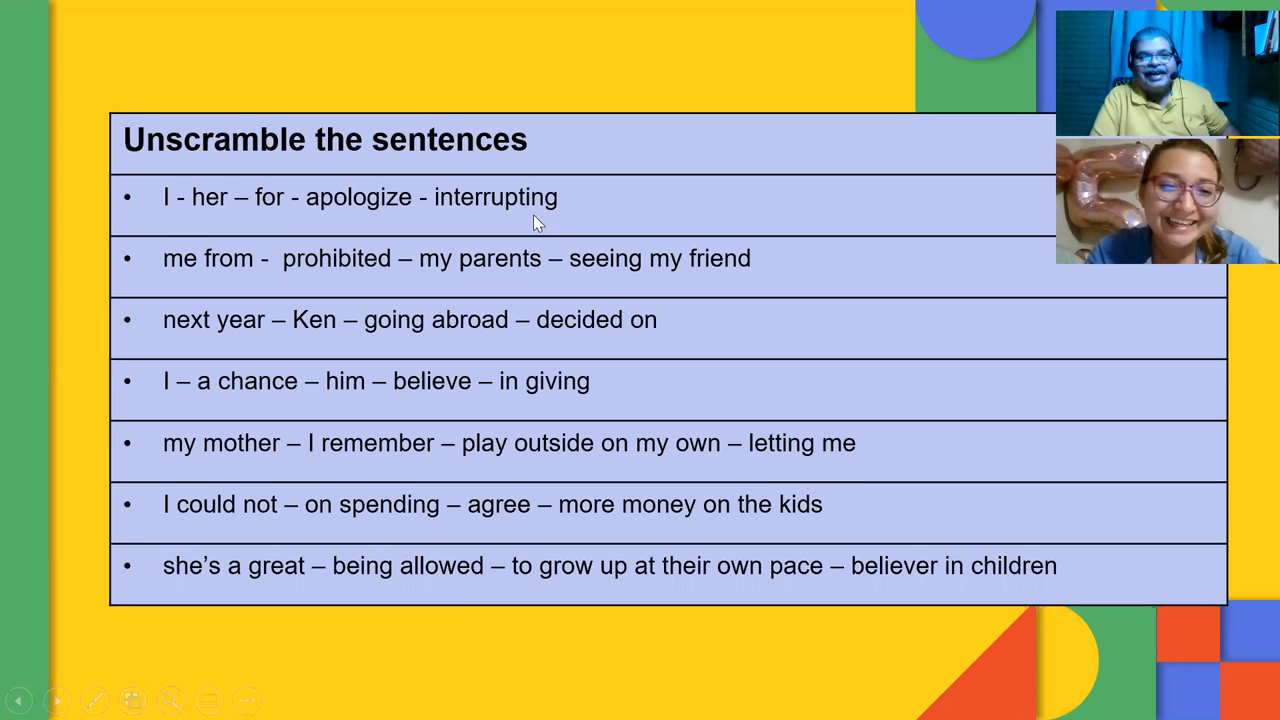 Unscramble the sentences
• I - her – for - apologize - interrupting
• me from - prohibited – my parents – seeing my friend
• next year – Ken – going abroad – decided on
• I – a chance – him – believe – in giving
• my mother – I remember – play outside on my own – letting me
• I could not – on spending – agree – more money on the kids
• she’s a great – being allowed – to grow up at their own pace – believer in children